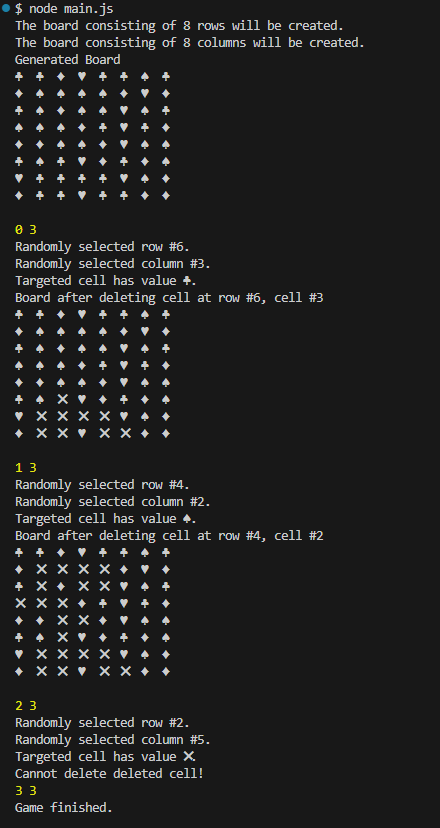 $ node main.js
The board consisting of 8 rows will be created.
The board consisting of 8 columns will be created.
Generated Board
♣ ♣ ♦ ♥ ♣ ♣ ♠ ♣
♦ ♠ ♠ ♠ ♠ ♦ ♥ ♦
♣ ♠ ♦ ♠ ♠ ♥ ♠ ♣
♠ ♠ ♠ ♦ ♣ ♥ ♣ ♦
♦ ♦ ♠ ♠ ♦ ♥ ♠ ♠
♣ ♠ ♣ ♥ ♦ ♣ ♦ ♠
♥ ♣ ♣ ♣ ♣ ♥ ♠ ♦
♦ ♣ ♣ ♥ ♣ ♣ ♦ ♦
0 3
Randomly selected row #6.
Randomly selected column #3.
Targeted cell has value ♣.
Board after deleting cell at row #6, cell #3
♣ ♣ ♦ ♥ ♣ ♣ ♠ ♣
♦ ♠ ♠ ♠ ♠ ♦ ♥ ♦
♣ ♠ ♦ ♠ ♠ ♥ ♠ ♣
♠ ♠ ♠ ♦ ♣ ♥ ♣ ♦
♦ ♦ ♠ ♠ ♦ ♥ ♠ ♠
♣ ♠ ❌ ♥ ♦ ♣ ♦ ♠
♥ ❌ ❌ ❌ ❌ ♥ ♠ ♦
♦ ❌ ❌ ♥ ❌ ❌ ♦ ♦
1 3
Randomly selected row #4.
Randomly selected column #2.
Targeted cell has value ♠.
Board after deleting cell at row #4, cell #2
♣ ♣ ♦ ♥ ♣ ♣ ♠ ♣
♦ ❌ ❌ ❌ ❌ ♦ ♥ ♦
♣ ❌ ♦ ❌ ❌ ♥ ♠ ♣
❌ ❌ ❌ ♦ ♣ ♥ ♣ ♦
♦ ♦ ❌ ❌ ♦ ♥ ♠ ♠
♣ ♠ ❌ ♥ ♦ ♣ ♦ ♠
♥ ❌ ❌ ❌ ❌ ♥ ♠ ♦
♦ ❌ ❌ ♥ ❌ ❌ ♦ ♦
2 3
Randomly selected row #2.
Randomly selected column #5.
Targeted cell has value ❌.
Cannot delete deleted cell!
3 3
Game finished.